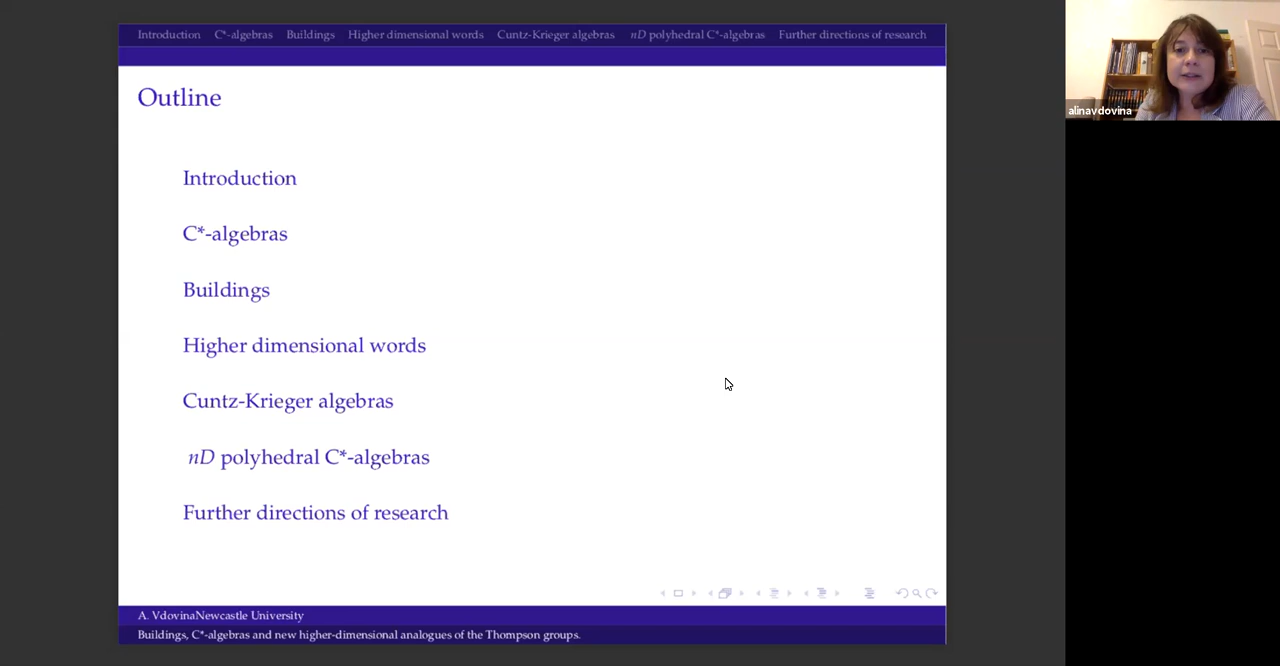 Introduction C*-algebras Buildings Higher dimensional words Cuntz-Krieger algebras nD polyhedral C*-algebras Further directions of research
Outline
Introduction
C*-algebras
Buildings
Higher dimensional words
Cuntz-Krieger algebras
nD polyhedral C*-algebras
Further directions of research
A. VdovinaNewcastle University
Buildings, C*-algebras and new higher-dimensional analogues of the Thompson groups.
alinavdovina